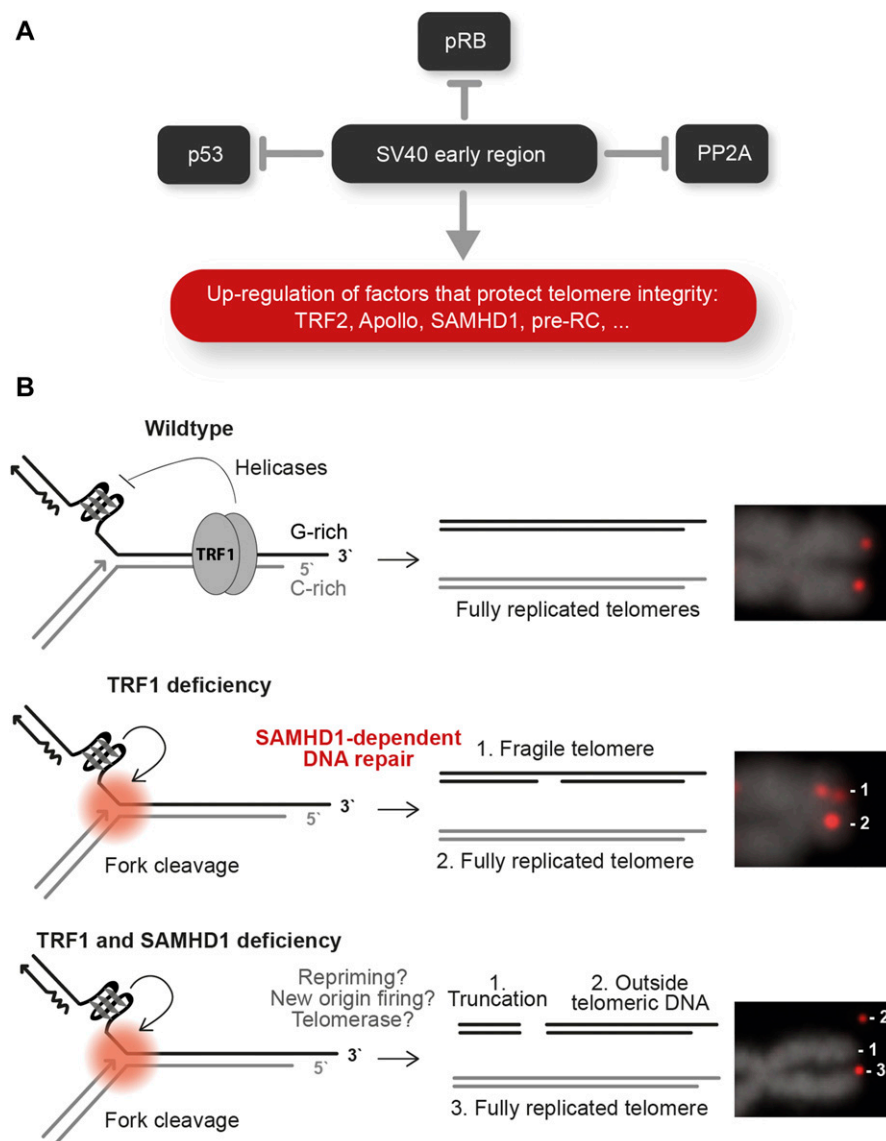 A
pRB
p53
SV40 early region
PP2A
Up-regulation of factors that protect telomere integrity:
TRF2, Apollo, SAMHD1, pre-RC, ...
B
Wildtype
Helicases
TRF1
G-rich
3`
5`
C-rich
Fully replicated telomeres
TRF1 deficiency
SAMHD1-dependent
DNA repair
3`
5`
Fork cleavage
1. Fragile telomere
2. Fully replicated telomere
- 1
- 2
TRF1 and SAMHD1 deficiency
Repriming?
New origin firing?
Telomerase?
3`
5`
Fork cleavage
1.
Truncation
2. Outside
telomeric DNA
3. Fully replicated telomere
- 2
- 1
- 3